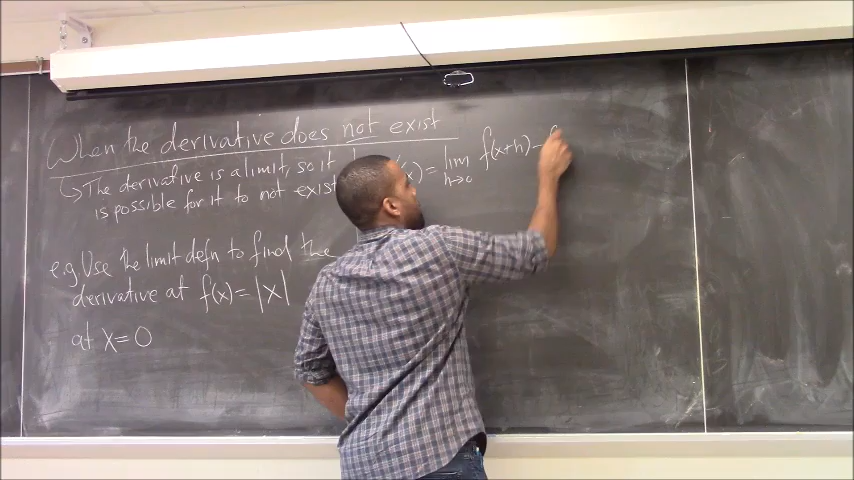 When the derivative does not exist
↳ The derivative is a limit, so it
is possible for it to not exist
(x) = lim h→0 f(x+h) - f
e.g. Use the limit defn to find the
derivative at f(x) = |x|
at x = 0